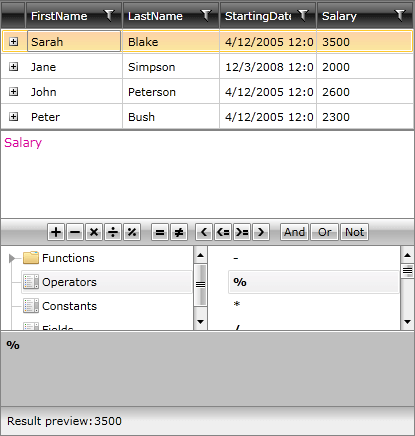 FirstName LastName StartingDate Salary
Sarah Blake 4/12/2005 12:0 3500
Jane Simpson 12/3/2008 12:0 2000
John Peterson 4/12/2005 12:0 2600
Peter Bush 4/12/2005 12:0 2300
Salary
+ − × ÷ % = ≠ < <= >= > And Or Not
Functions -
Operators %
Constants *
Fields /
%
Result preview: 3500